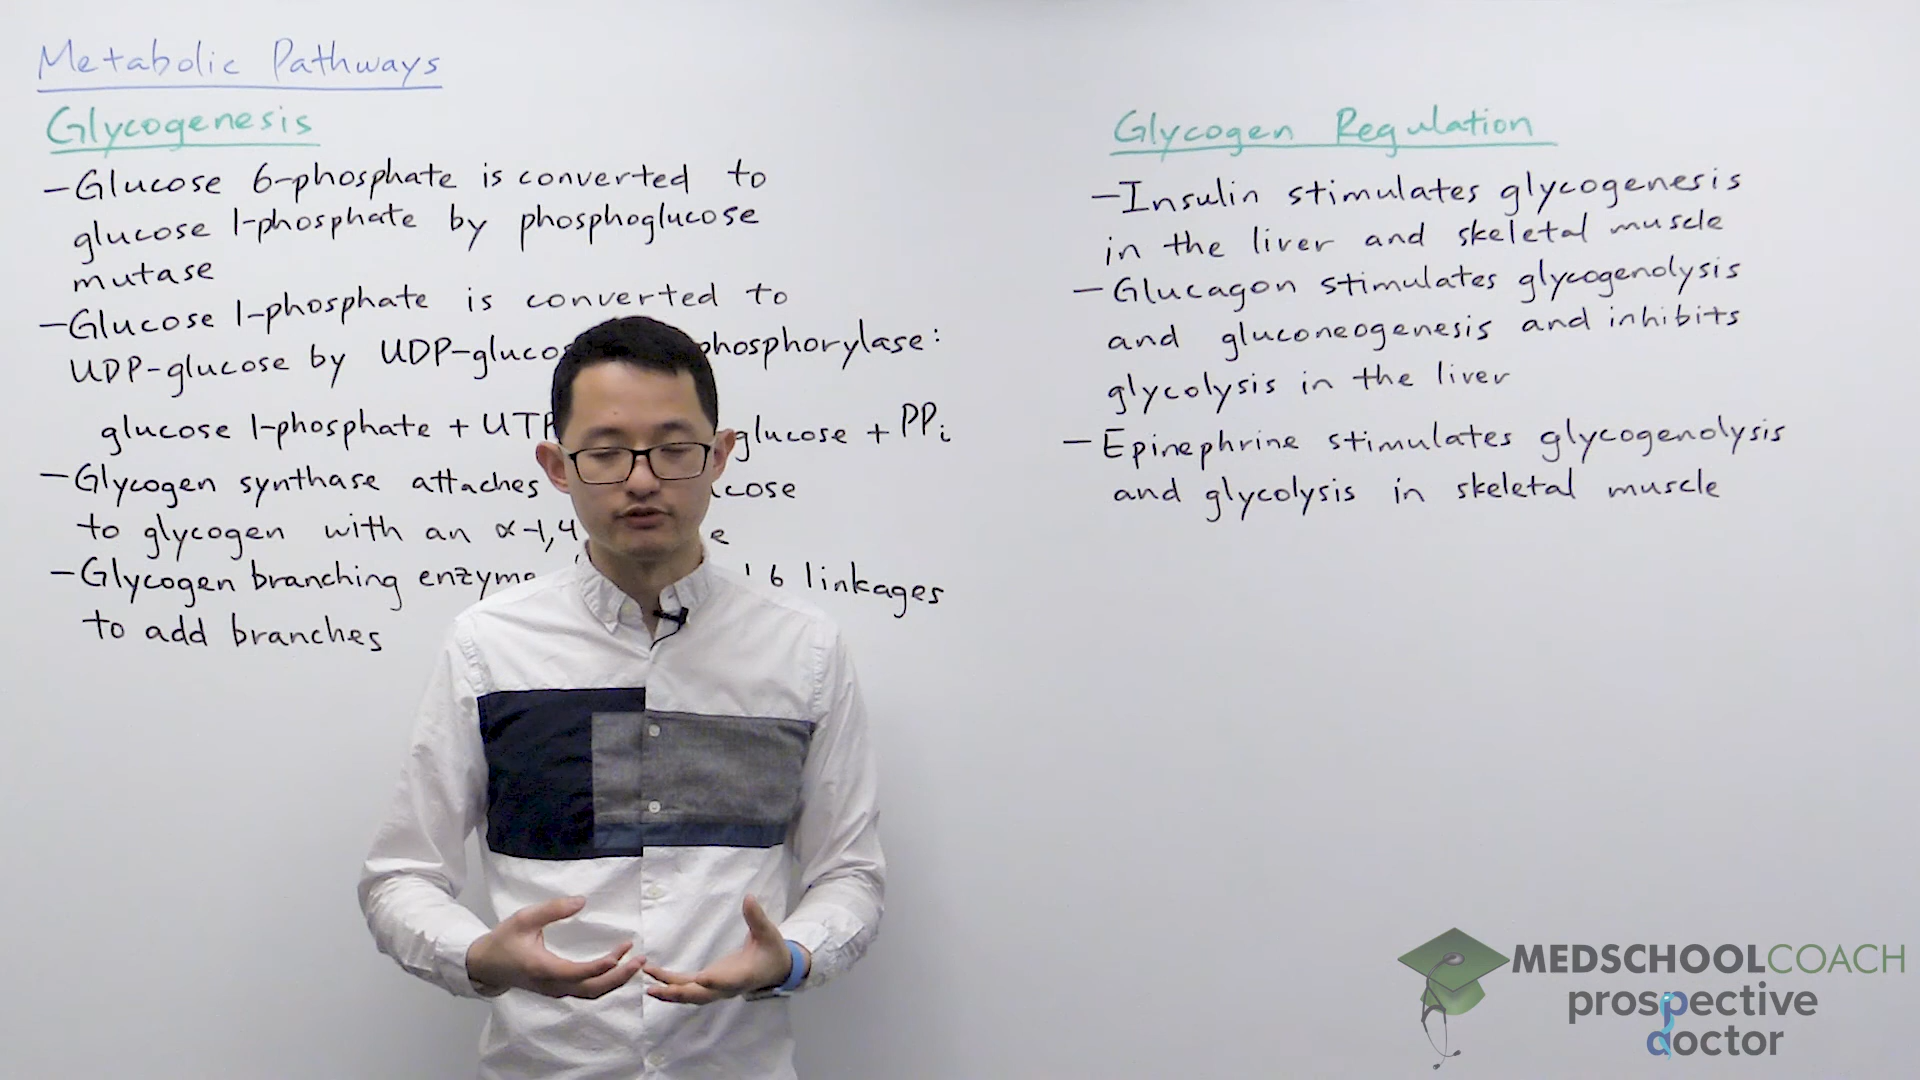 Metabolic Pathways
Glycogenesis
-Glucose 6-phosphate is converted to
glucose 1-phosphate by phosphoglucose
mutase
-Glucose 1-phosphate is converted to
UDP-glucose by UDP-gluco phosphorylase:
glucose 1-phosphate + UTP glucose + PPi
-Glycogen synthase attaches
to glycogen with an α-1,4
-Glycogen branching enzyme 6 linkages
to add branches
Glycogen Regulation
-Insulin stimulates glycogenesis
in the liver and skeletal muscle
-Glucagon stimulates glycogenolysis
and gluconeogenesis and inhibits
glycolysis in the liver
-Epinephrine stimulates glycogenolysis
and glycolysis in skeletal muscle
MEDSCHOOLCOACH
prospective
doctor